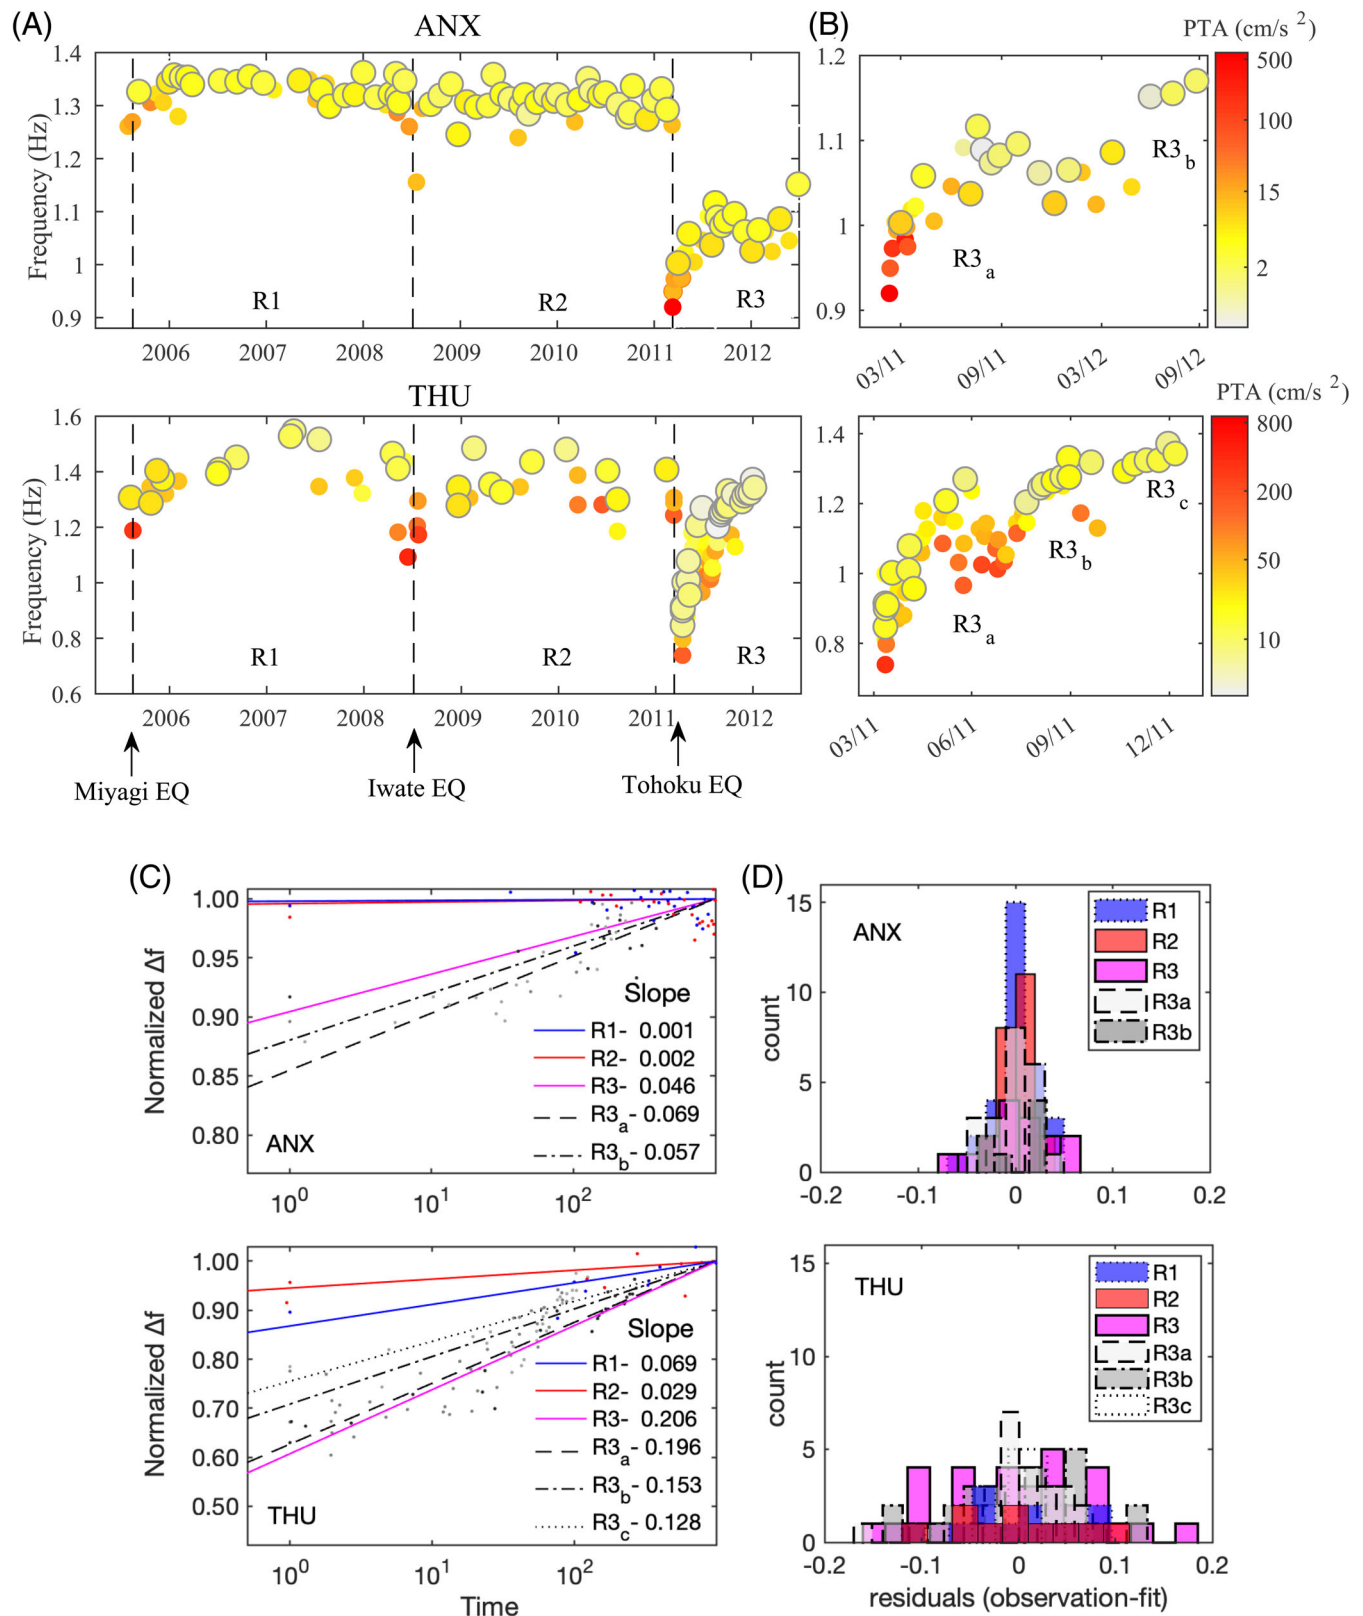 (A)
ANX
(B)
PTA (cm/s 2)
Frequency (Hz)
1.4
1.3
1.2
1.1
1
0.9
R1
R2
R3
2006
2007
2008
2009
2010
2011
2012
1.2
1.1
1
0.9
R3b
R3a
03/11
09/11
03/12
09/12
500
100
15
2
THU
PTA (cm/s 2)
Frequency (Hz)
1.6
1.4
1.2
1
0.8
0.6
R1
R2
R3
2006
2007
2008
2009
2010
2011
2012
Miyagi EQ
Iwate EQ
Tohoku EQ
1.4
1.2
1
0.8
R3c
R3b
R3a
03/11
06/11
09/11
12/11
800
200
50
10
(C)
Normalized Δf
1.00
0.95
0.90
0.85
0.80
ANX
Slope
R1- 0.001
R2- 0.002
R3- 0.046
R3a- 0.069
R3b- 0.057
10^0
10^1
10^2
Normalized Δf
1.00
0.90
0.80
0.70
0.60
0.50
THU
Slope
R1- 0.069
R2- 0.029
R3- 0.206
R3a- 0.196
R3b- 0.153
R3c- 0.128
10^0
10^1
10^2
Time
(D)
count
15
10
5
0
ANX
R1
R2
R3
R3a
R3b
-0.2
-0.1
0
0.1
0.2
count
15
10
5
0
THU
R1
R2
R3
R3a
R3b
R3c
-0.2
-0.1
0
0.1
0.2
residuals (observation-fit)